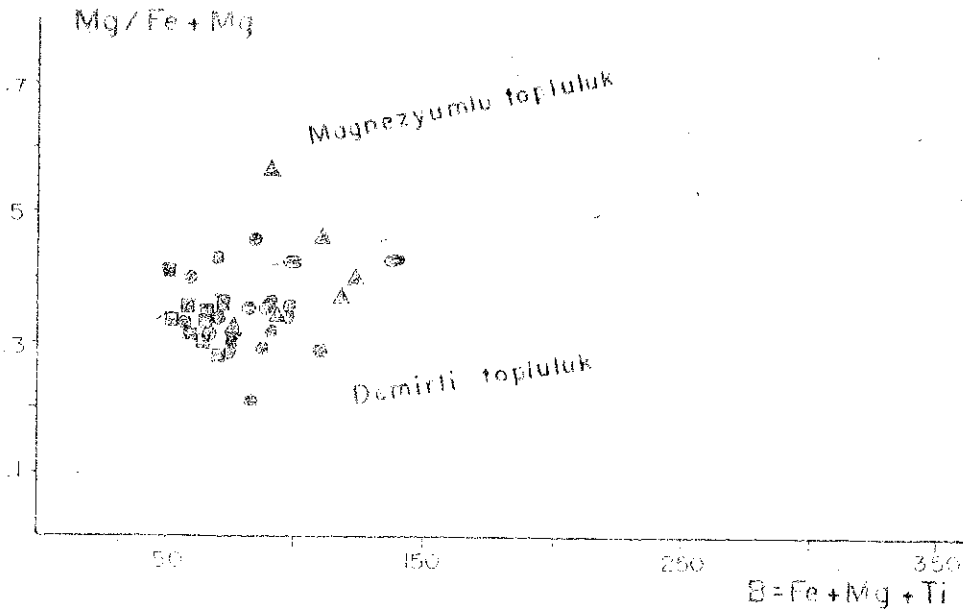 Mg / Fe + Mg
.7
Magnezyumlu topluluk
5
.3
Demirli topluluk
.1
50 150 250 350
B = Fe + Mg + Ti